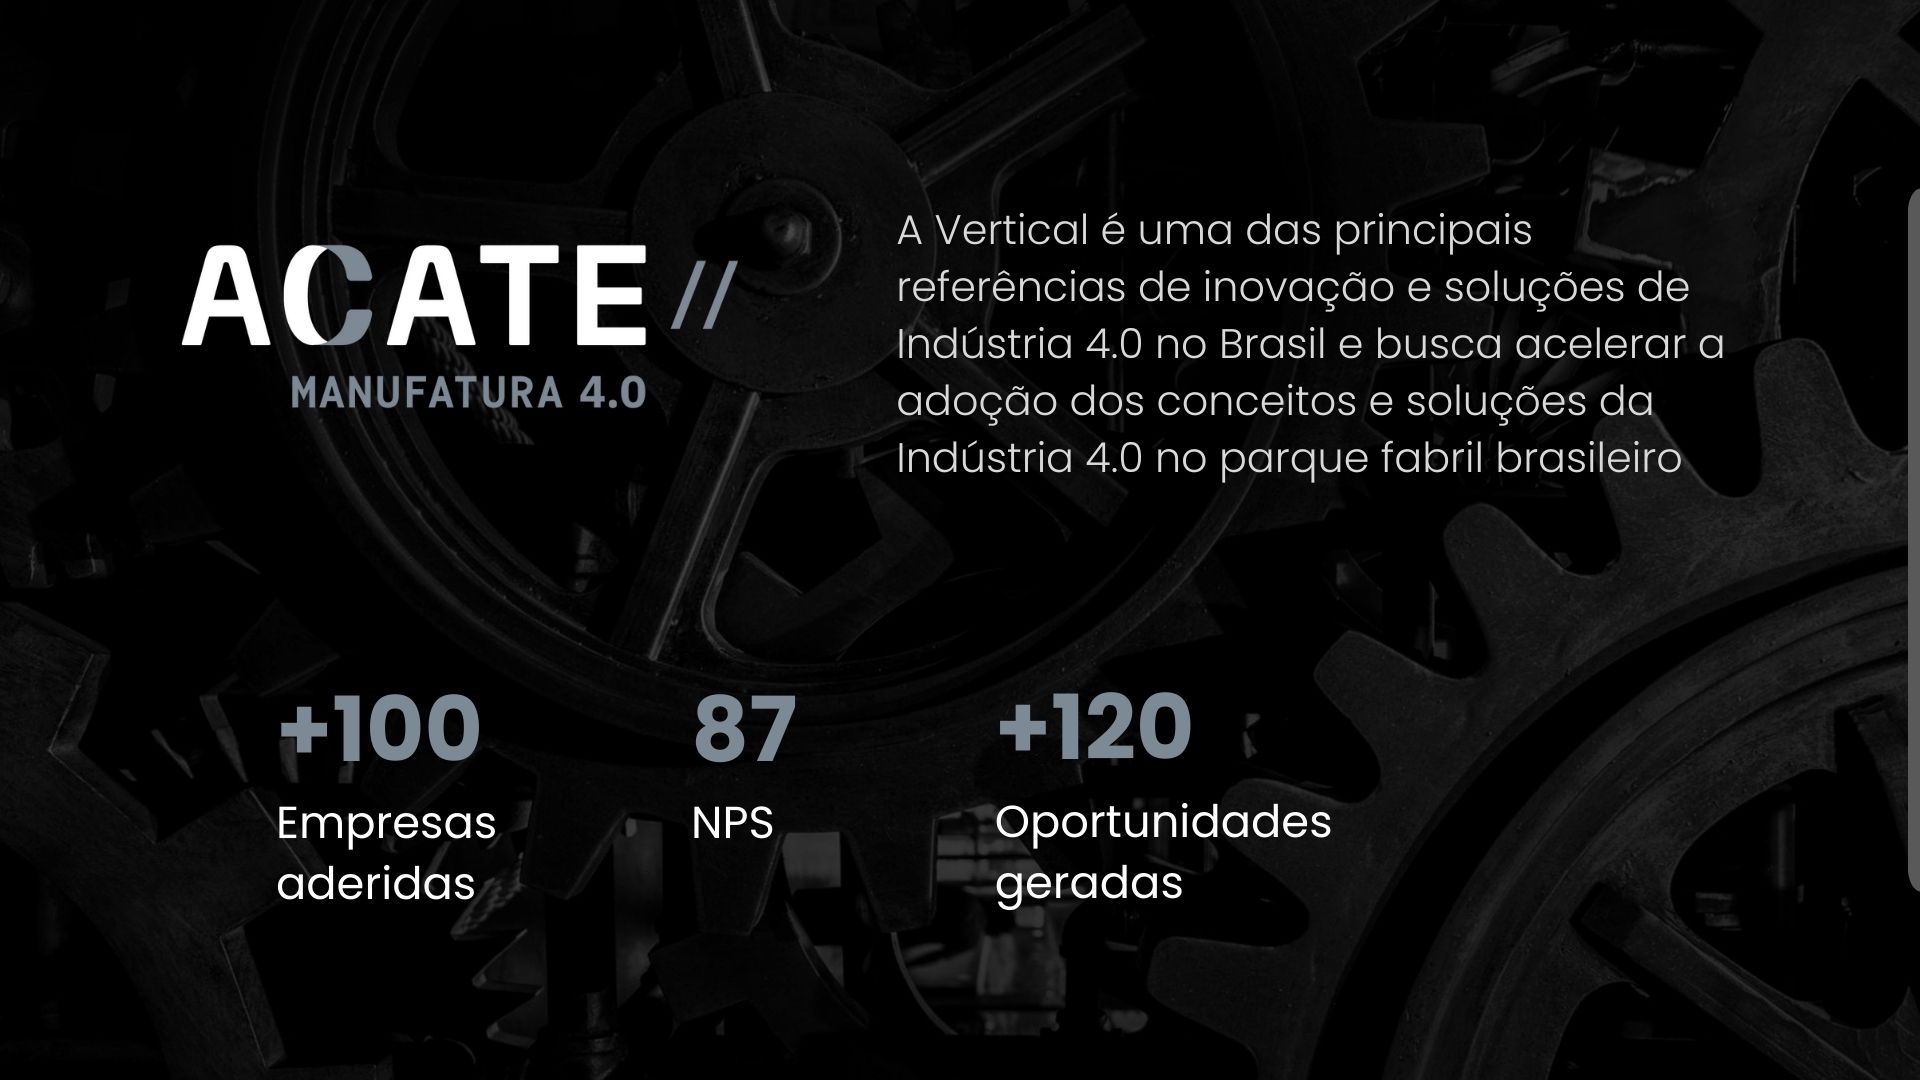 ACATE //
MANUFATURA 4.0
A Vertical é uma das principais
referências de inovação e soluções de
Indústria 4.0 no Brasil e busca acelerar a
adoção dos conceitos e soluções da
Indústria 4.0 no parque fabril brasileiro
+100
Empresas
aderidas
87
NPS
+120
Oportunidades
geradas